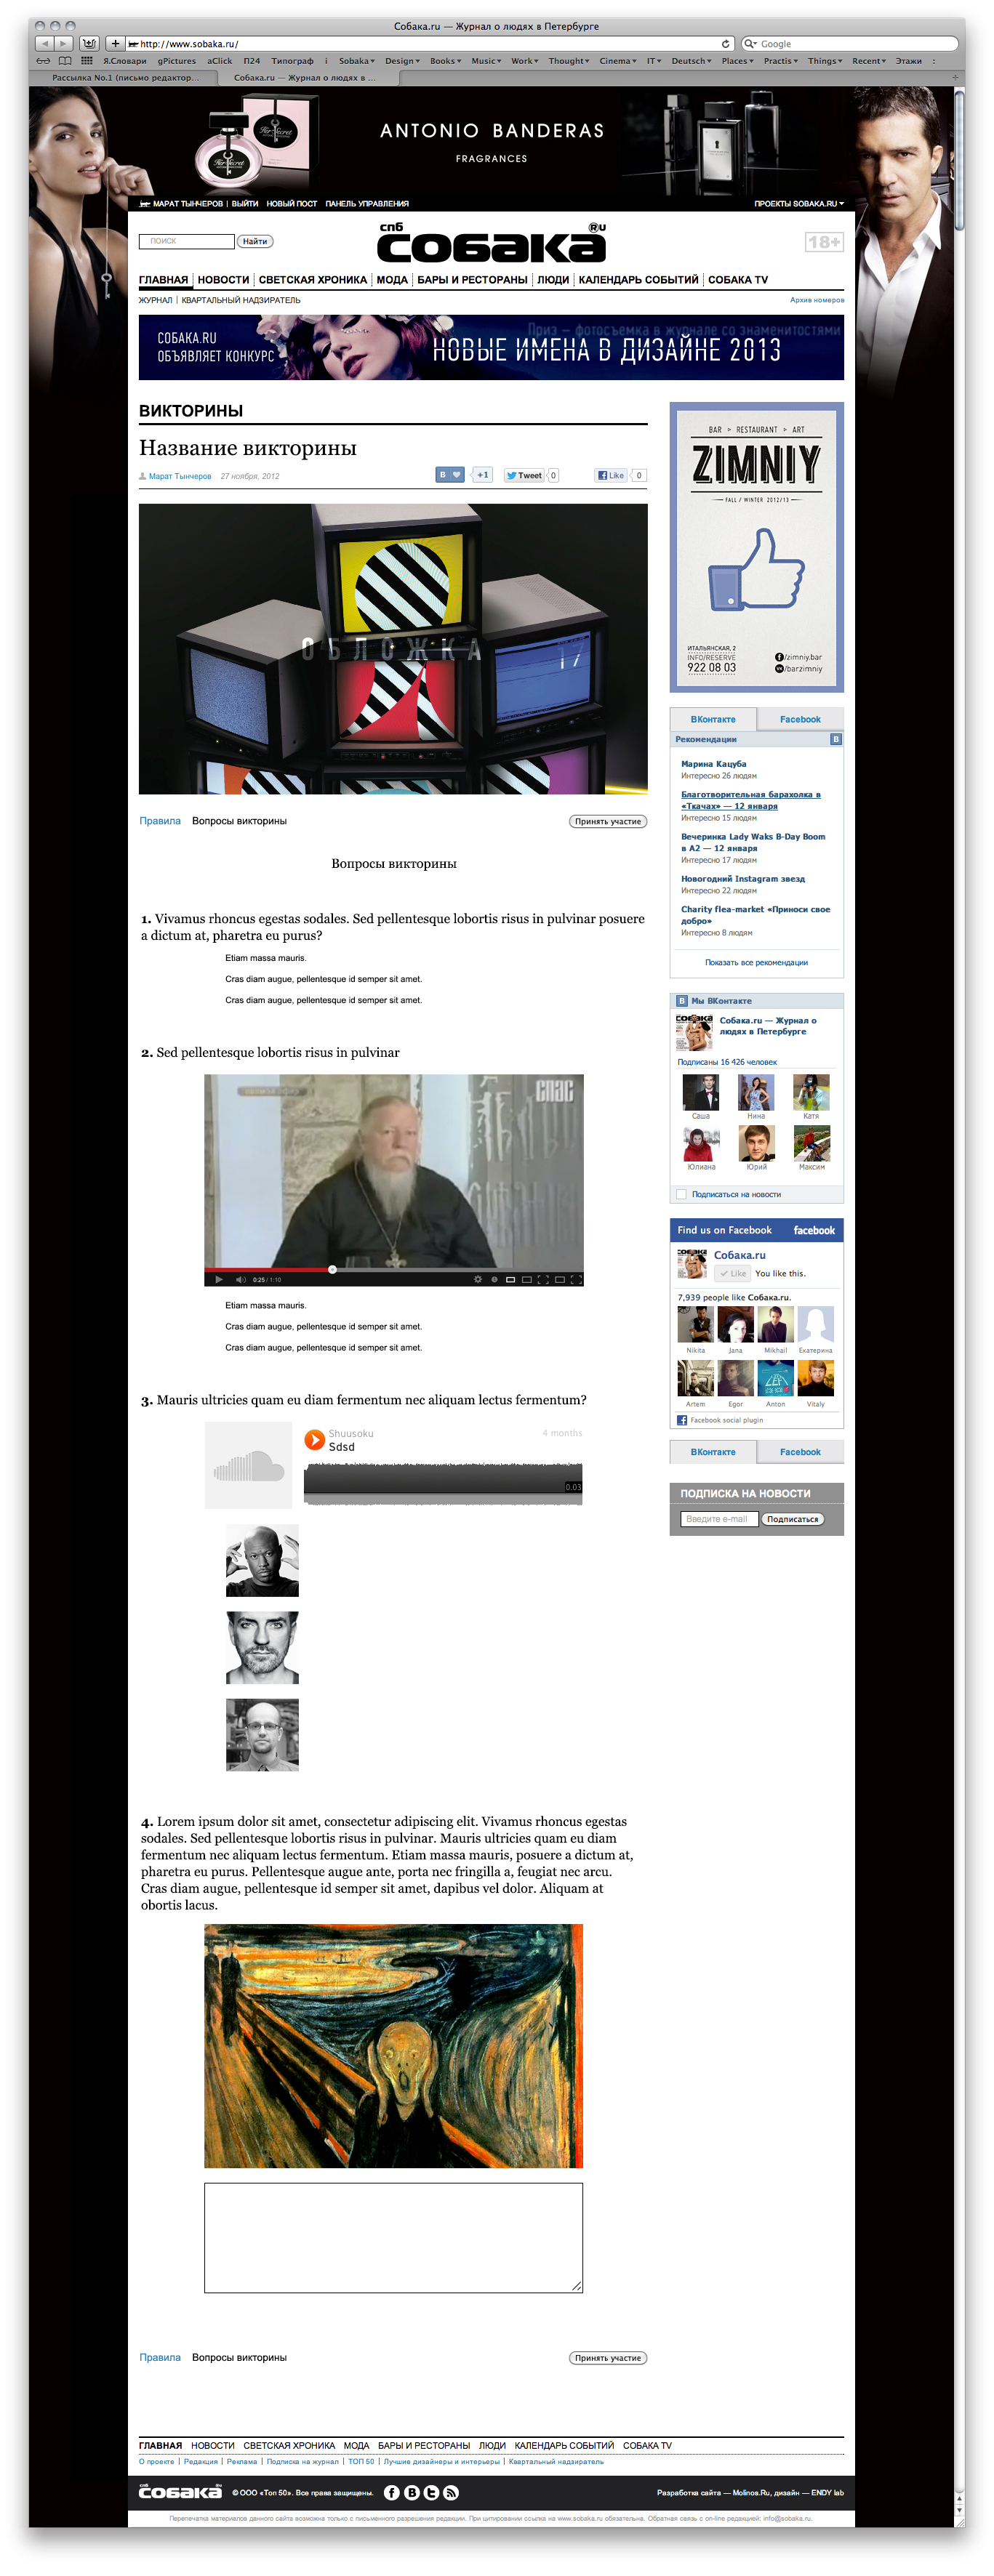 Собака.ru — Журнал о людях в Петербурге
http://www.sobaka.ru/
Google
Я.Словари gPictures aClick П24 Типограф i Sobaka Design Books Music Work Thought Cinema IT Deutsch Places Practis Things Recent Этажи :
Рассылка No.1 (письмо редактор...
Собака.ru — Журнал о людях в ...
Her Secret
ANTONIO BANDERAS
FRAGRANCES
МАРАТ ТЫНЧЕРОВ | ВЫЙТИ НОВЫЙ ПОСТ ПАНЕЛЬ УПРАВЛЕНИЯ
ПРОЕКТЫ SOBAKA.RU
ПОИСК
Найти
спб
собака
®u
18+
ГЛАВНАЯ НОВОСТИ СВЕТСКАЯ ХРОНИКА МОДА БАРЫ И РЕСТОРАНЫ ЛЮДИ КАЛЕНДАРЬ СОБЫТИЙ СОБАКА TV
ЖУРНАЛ | КВАРТАЛЬНЫЙ НАДЗИРАТЕЛЬ
Архив номеров
СОБАКА.RU
ОБЪЯВЛЯЕТ КОНКУРС
Приз — фотосъемка в журнале со знаменитостями
НОВЫЕ ИМЕНА В ДИЗАЙНЕ 2013
ВИКТОРИНЫ
Название викторины
Марат Тынчеров 27 ноября, 2012
B +1 Tweet 0 Like 0
ОБЛОЖКА
Правила Вопросы викторины
Принять участие
Вопросы викторины
1. Vivamus rhoncus egestas sodales. Sed pellentesque lobortis risus in pulvinar posuere
a dictum at, pharetra eu purus?
Etiam massa mauris.
Cras diam augue, pellentesque id semper sit amet.
Cras diam augue, pellentesque id semper sit amet.
2. Sed pellentesque lobortis risus in pulvinar
СПАС
0:25 / 1:10
Etiam massa mauris.
Cras diam augue, pellentesque id semper sit amet.
Cras diam augue, pellentesque id semper sit amet.
3. Mauris ultricies quam eu diam fermentum nec aliquam lectus fermentum?
Shuusoku
4 months
Sdsd
0.03
4. Lorem ipsum dolor sit amet, consectetur adipiscing elit. Vivamus rhoncus egestas
sodales. Sed pellentesque lobortis risus in pulvinar. Mauris ultricies quam eu diam
fermentum nec aliquam lectus fermentum. Etiam massa mauris, posuere a dictum at,
pharetra eu purus. Pellentesque augue ante, porta nec fringilla a, feugiat nec arcu.
Cras diam augue, pellentesque id semper sit amet, dapibus vel dolor. Aliquam at
obortis lacus.
Правила Вопросы викторины
Принять участие
BAR > RESTAURANT > ART
ZIMNIY
FALL / WINTER 2012/13
ИТАЛЬЯНСКАЯ, 2
INFO/RESERVE
922 08 03
/zimniy.bar
/barzimniy
ВКонтакте
Facebook
Рекомендации
B
Марина Кацуба
Интересно 26 людям
Благотворительная барахолка в
«Ткачах» — 12 января
Интересно 15 людям
Вечеринка Lady Waks B-Day Boom
в А2 — 12 января
Интересно 17 людям
Новогодний Instagram звезд
Интересно 22 людям
Charity flea-market «Приноси свое
добро»
Интересно 8 людям
Показать все рекомендации
B Мы ВКонтакте
СОБАКА
Собака.ru — Журнал о
людях в Петербурге
Подписаны 16 426 человек
Саша Нина Катя
Юлиана Юрий Максим
Подписаться на новости
Find us on Facebook
facebook
СОБАКА
Собака.ru
Like You like this.
7,939 people like Собака.ru.
Nikita Jana Mikhail Екатерина
Artem Egor Anton Vitaly
Facebook social plugin
ВКонтакте
Facebook
ПОДПИСКА НА НОВОСТИ
Введите e-mail
Подписаться
ГЛАВНАЯ НОВОСТИ СВЕТСКАЯ ХРОНИКА МОДА БАРЫ И РЕСТОРАНЫ ЛЮДИ КАЛЕНДАРЬ СОБЫТИЙ СОБАКА TV
О проекте | Редакция | Реклама | Подписка на журнал | ТОП 50 | Лучшие дизайнеры и интерьеры | Квартальный надзиратель
спб
собака
®u
© ООО «Топ 50». Все права защищены.
Разработка сайта — Molinos.Ru, дизайн — ENDY lab
Перепечатка материалов данного сайта возможна только с письменного разрешения редакции. При цитировании ссылка на www.sobaka.ru обязательна. Обратная связь с on-line редакцией: info@sobaka.ru.